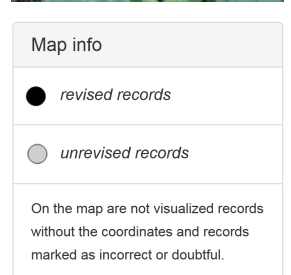 Map info
revised records
unrevised records
On the map are not visualized records
without the coordinates and records
marked as incorrect or doubtful.